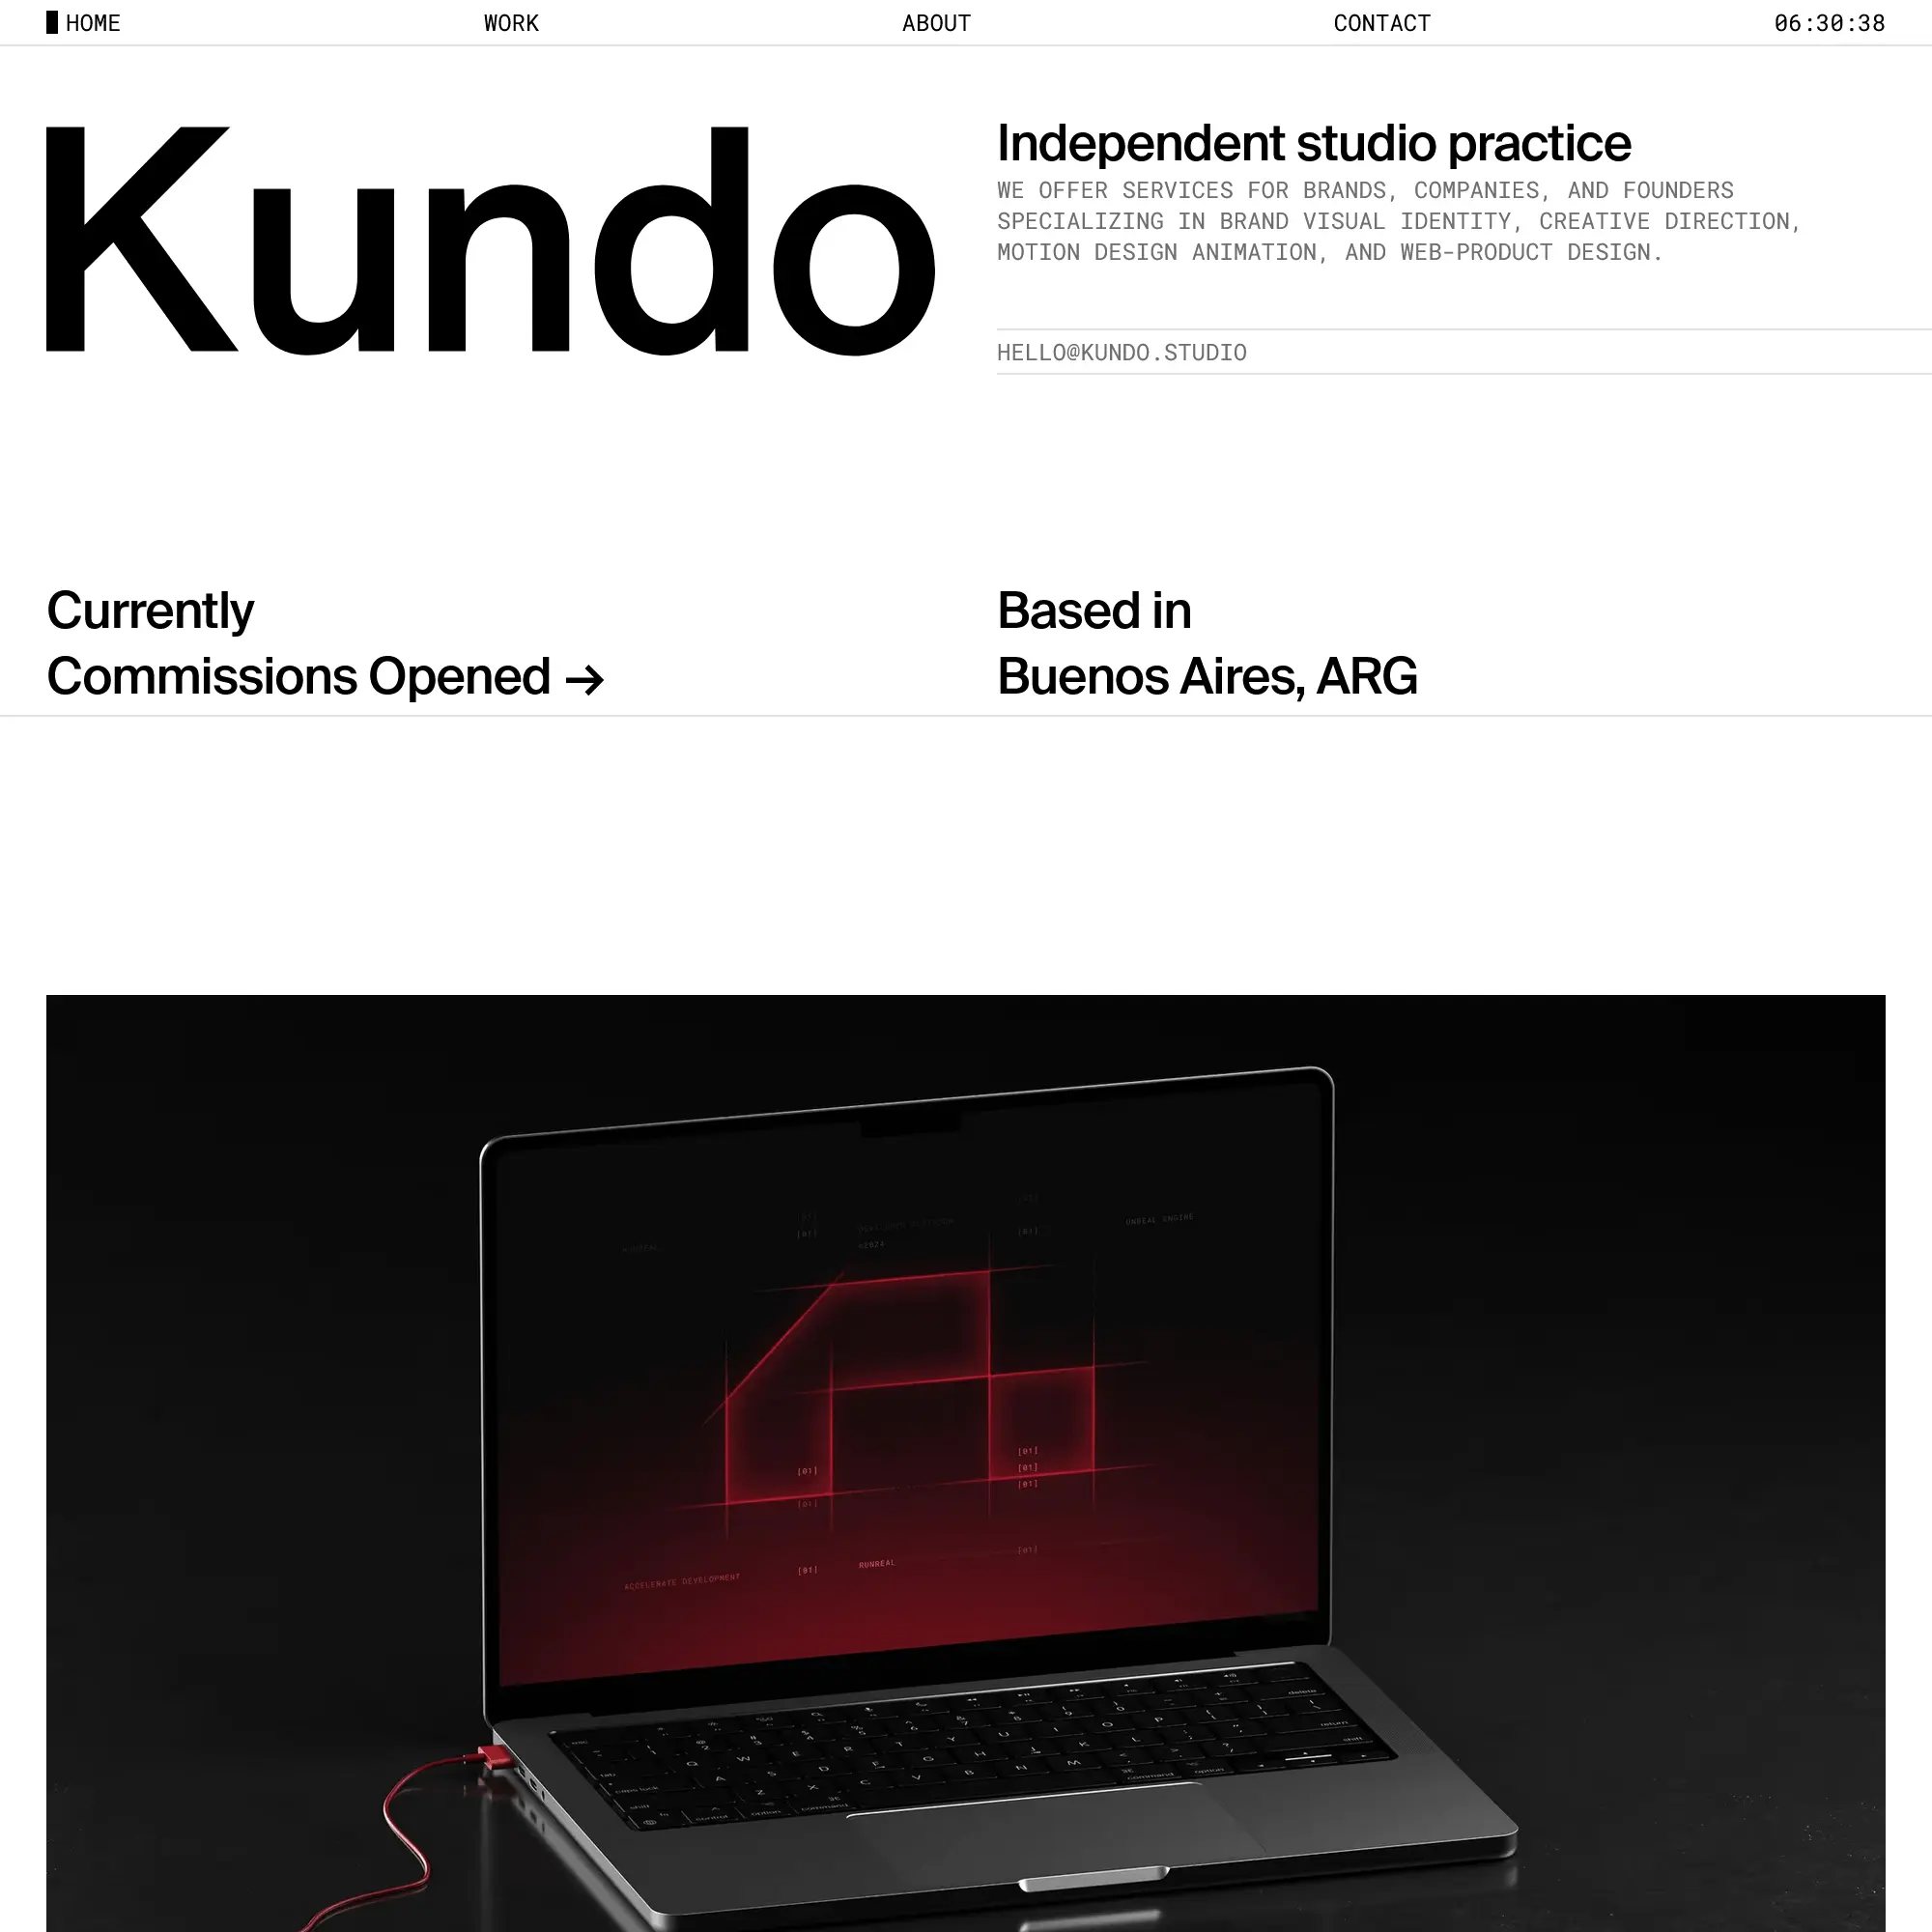 HOME
WORK
ABOUT
CONTACT
06:30:38
Kundo
Independent studio practice
WE OFFER SERVICES FOR BRANDS, COMPANIES, AND FOUNDERS
SPECIALIZING IN BRAND VISUAL IDENTITY, CREATIVE DIRECTION,
MOTION DESIGN ANIMATION, AND WEB-PRODUCT DESIGN.
HELLO@KUNDO.STUDIO
Currently
Commissions Opened →
Based in
Buenos Aires, ARG
UNREAL ENGINE
[01]
[01]
©2024
[01]
[01]
[01]
[01]
ACCELERATE DEVELOPMENT
[01]
RUNREAL